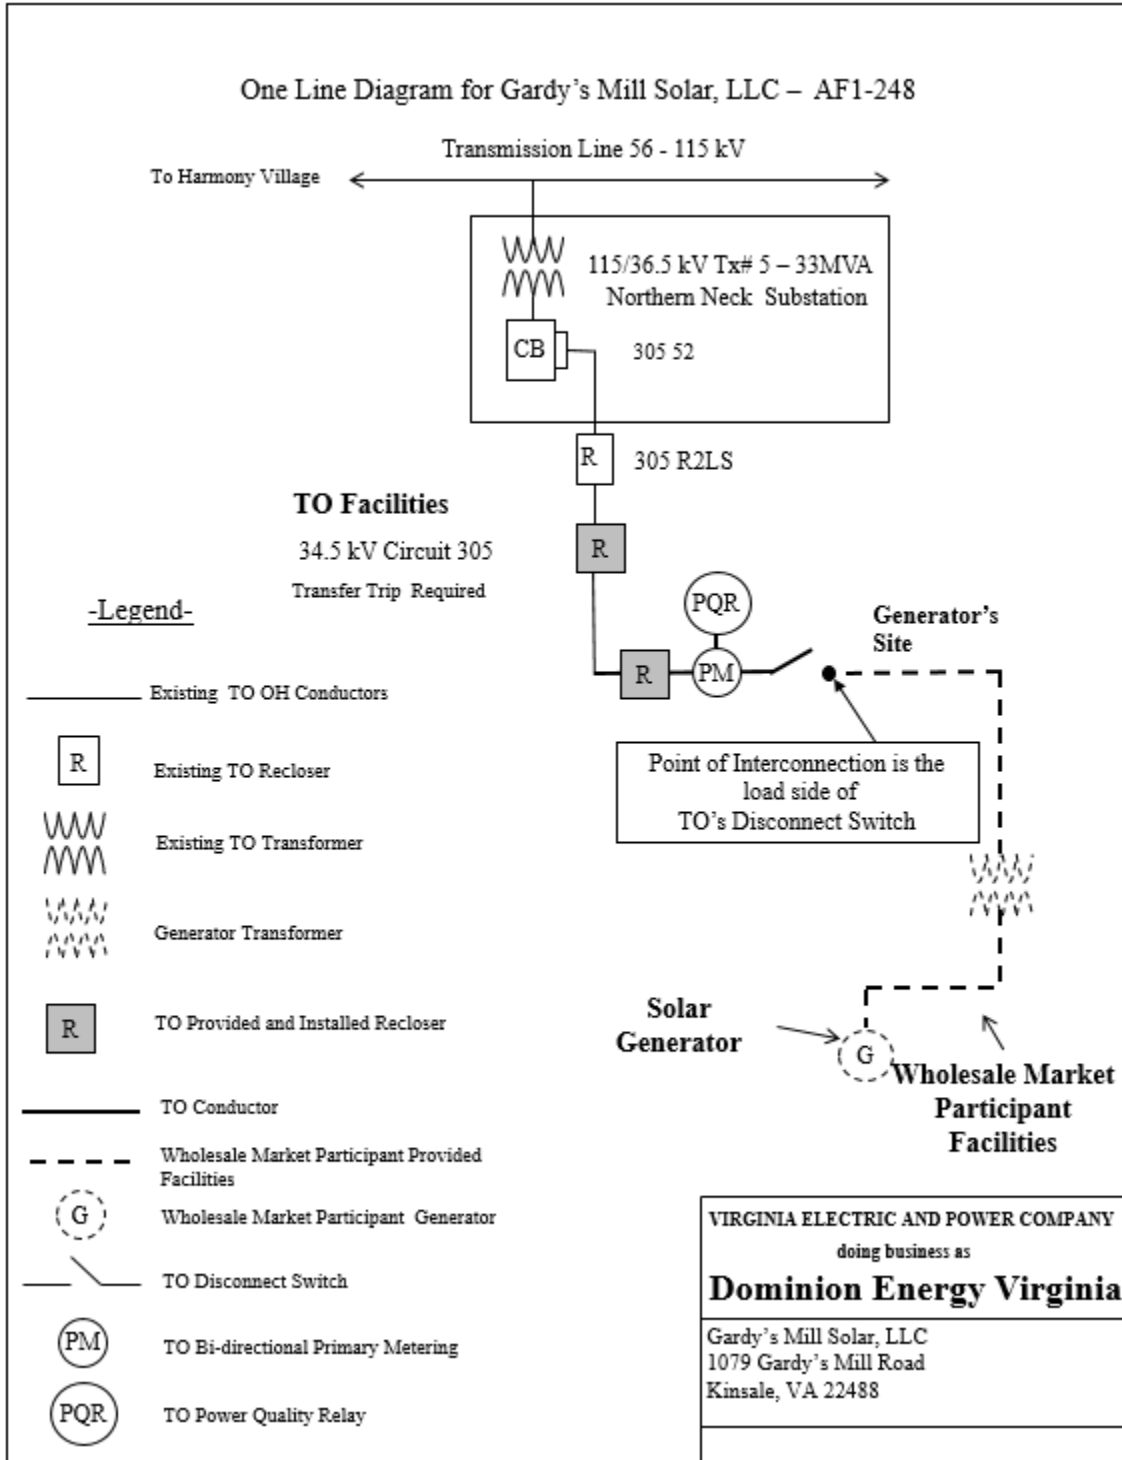 One Line Diagram for Gardy's Mill Solar, LLC – AF1-248
Transmission Line 56 - 115 kV
To Harmony Village
115/36.5 kV Tx# 5 – 33MVA
Northern Neck Substation
CB
305 52
R
305 R2LS
TO Facilities
34.5 kV Circuit 305
Transfer Trip Required
R
PQR
R
PM
Generator's
Site
Point of Interconnection is the
load side of
TO's Disconnect Switch
Solar
Generator
G
Wholesale Market
Participant
Facilities
-Legend-
Existing TO OH Conductors
R
Existing TO Recloser
Existing TO Transformer
Generator Transformer
R
TO Provided and Installed Recloser
TO Conductor
Wholesale Market Participant Provided
Facilities
G
Wholesale Market Participant Generator
TO Disconnect Switch
PM
TO Bi-directional Primary Metering
PQR
TO Power Quality Relay
VIRGINIA ELECTRIC AND POWER COMPANY
doing business as
Dominion Energy Virginia
Gardy's Mill Solar, LLC
1079 Gardy's Mill Road
Kinsale, VA 22488